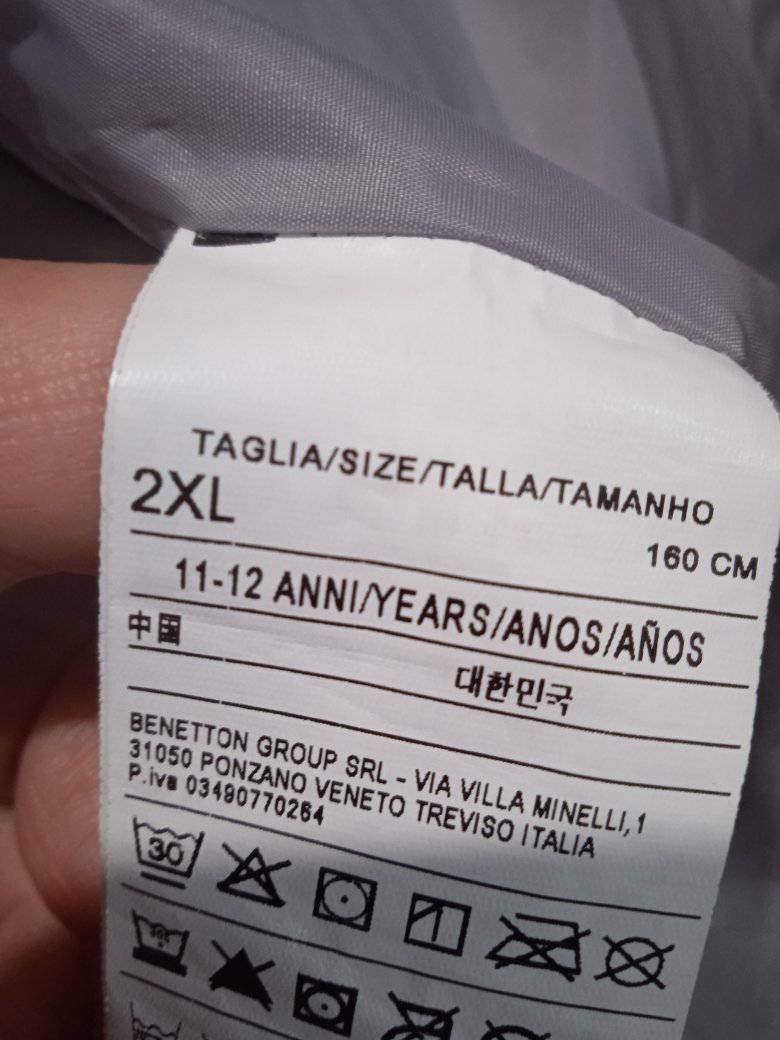 TAGLIA/SIZE/TALLA/TAMANHO
2XL
160 CM
11-12 ANNI/YEARS/ANOS/AÑOS
中国
대한민국
BENETTON GROUP SRL - VIA VILLA MINELLI,1
31050 PONZANO VENETO TREVISO ITALIA
P.iva 03490770264
30